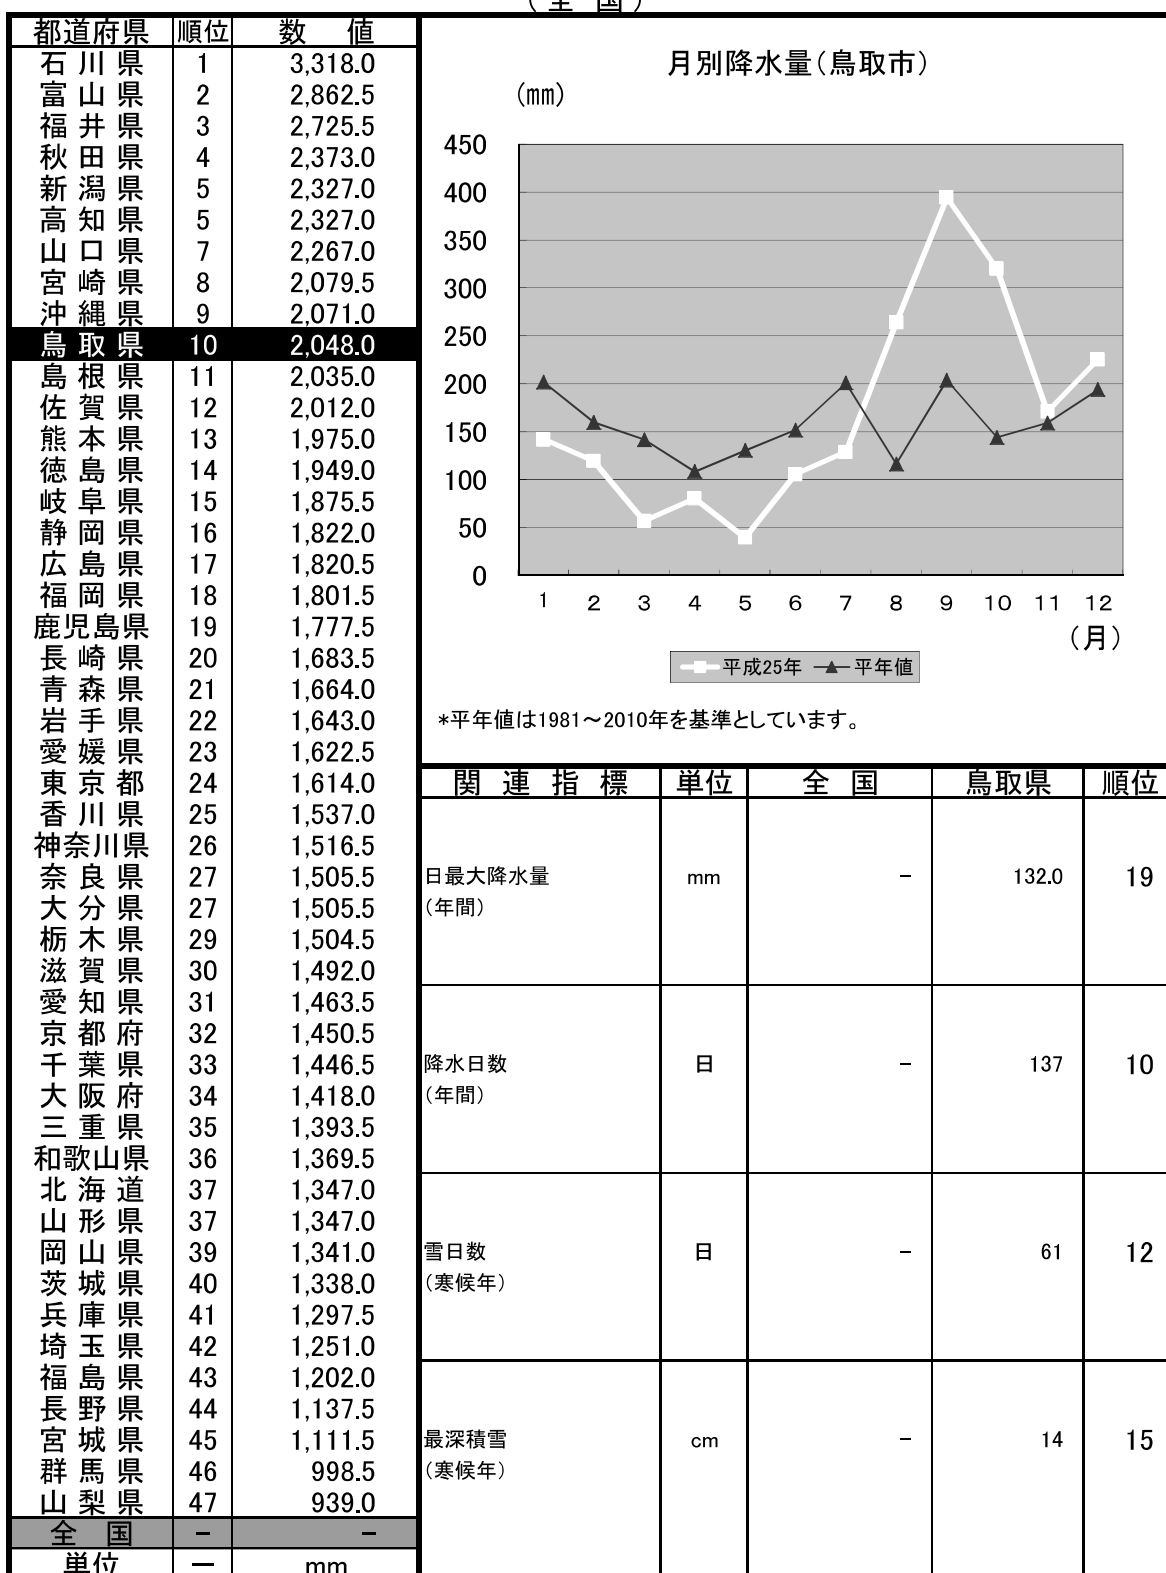 (全 国)
都道府県 順位 数 値
石川県 1 3,318.0
富山県 2 2,862.5
福井県 3 2,725.5
秋田県 4 2,373.0
新潟県 5 2,327.0
高知県 5 2,327.0
山口県 7 2,267.0
宮崎県 8 2,079.5
沖縄県 9 2,071.0
鳥取県 10 2,048.0
島根県 11 2,035.0
佐賀県 12 2,012.0
熊本県 13 1,975.0
徳島県 14 1,949.0
岐阜県 15 1,875.5
静岡県 16 1,822.0
広島県 17 1,820.5
福岡県 18 1,801.5
鹿児島県 19 1,777.5
長崎県 20 1,683.5
青森県 21 1,664.0
岩手県 22 1,643.0
愛媛県 23 1,622.5
東京都 24 1,614.0
香川県 25 1,537.0
神奈川県 26 1,516.5
奈良県 27 1,505.5
大分県 27 1,505.5
栃木県 29 1,504.5
滋賀県 30 1,492.0
愛知県 31 1,463.5
京都府 32 1,450.5
千葉県 33 1,446.5
大阪府 34 1,418.0
三重県 35 1,393.5
和歌山県 36 1,369.5
北海道 37 1,347.0
山形県 37 1,347.0
岡山県 39 1,341.0
茨城県 40 1,338.0
兵庫県 41 1,297.5
埼玉県 42 1,251.0
福島県 43 1,202.0
長野県 44 1,137.5
宮城県 45 1,111.5
群馬県 46 998.5
山梨県 47 939.0
全国 - -
単位 — mm
月別降水量(鳥取市)
(mm)
450
400
350
300
250
200
150
100
50
0
1 2 3 4 5 6 7 8 9 10 11 12
(月)
平成25年 平年値
*平年値は1981～2010年を基準としています。
関連指標 単位 全国 鳥取県 順位
日最大降水量 mm - 132.0 19
(年間)
降水日数 日 - 137 10
(年間)
雪日数 日 - 61 12
(寒候年)
最深積雪 cm - 14 15
(寒候年)